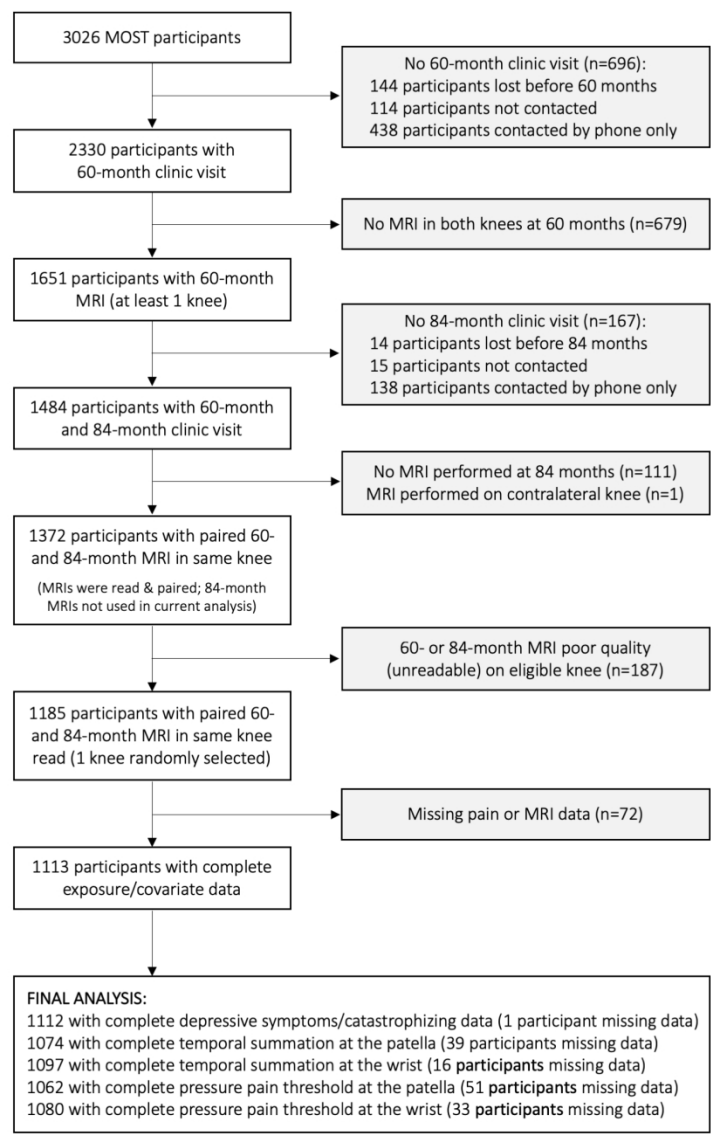 3026 MOST participants
No 60-month clinic visit (n=696):
144 participants lost before 60 months
114 participants not contacted
438 participants contacted by phone only
2330 participants with
60-month clinic visit
No MRI in both knees at 60 months (n=679)
1651 participants with 60-month
MRI (at least 1 knee)
No 84-month clinic visit (n=167):
14 participants lost before 84 months
15 participants not contacted
138 participants contacted by phone only
1484 participants with 60-month
and 84-month clinic visit
No MRI performed at 84 months (n=111)
MRI performed on contralateral knee (n=1)
1372 participants with paired 60-
and 84-month MRI in same knee
(MRIs were read & paired; 84-month
MRIs not used in current analysis)
60- or 84-month MRI poor quality
(unreadable) on eligible knee (n=187)
1185 participants with paired 60-
and 84-month MRI in same knee
read (1 knee randomly selected)
Missing pain or MRI data (n=72)
1113 participants with complete
exposure/covariate data
FINAL ANALYSIS:
1112 with complete depressive symptoms/catastrophizing data (1 participant missing data)
1074 with complete temporal summation at the patella (39 participants missing data)
1097 with complete temporal summation at the wrist (16 participants missing data)
1062 with complete pressure pain threshold at the patella (51 participants missing data)
1080 with complete pressure pain threshold at the wrist (33 participants missing data)